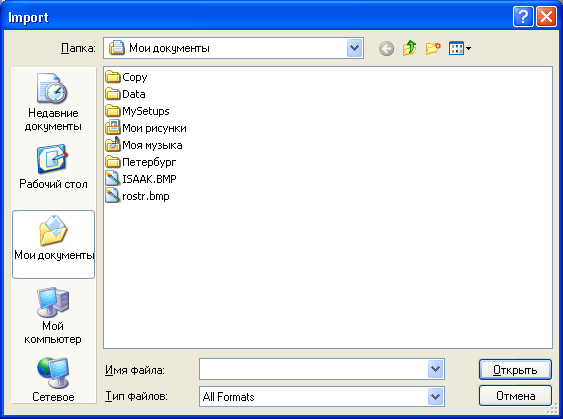 Import
Папка:
Мои документы
Недавние
документы
Рабочий стол
Мои документы
Мой
компьютер
Сетевое
Copy
Data
MySetups
Мои рисунки
Моя музыка
Петербург
ISAAK.BMP
rostr.bmp
Имя файла:
Открыть
Тип файлов:
All Formats
Отмена